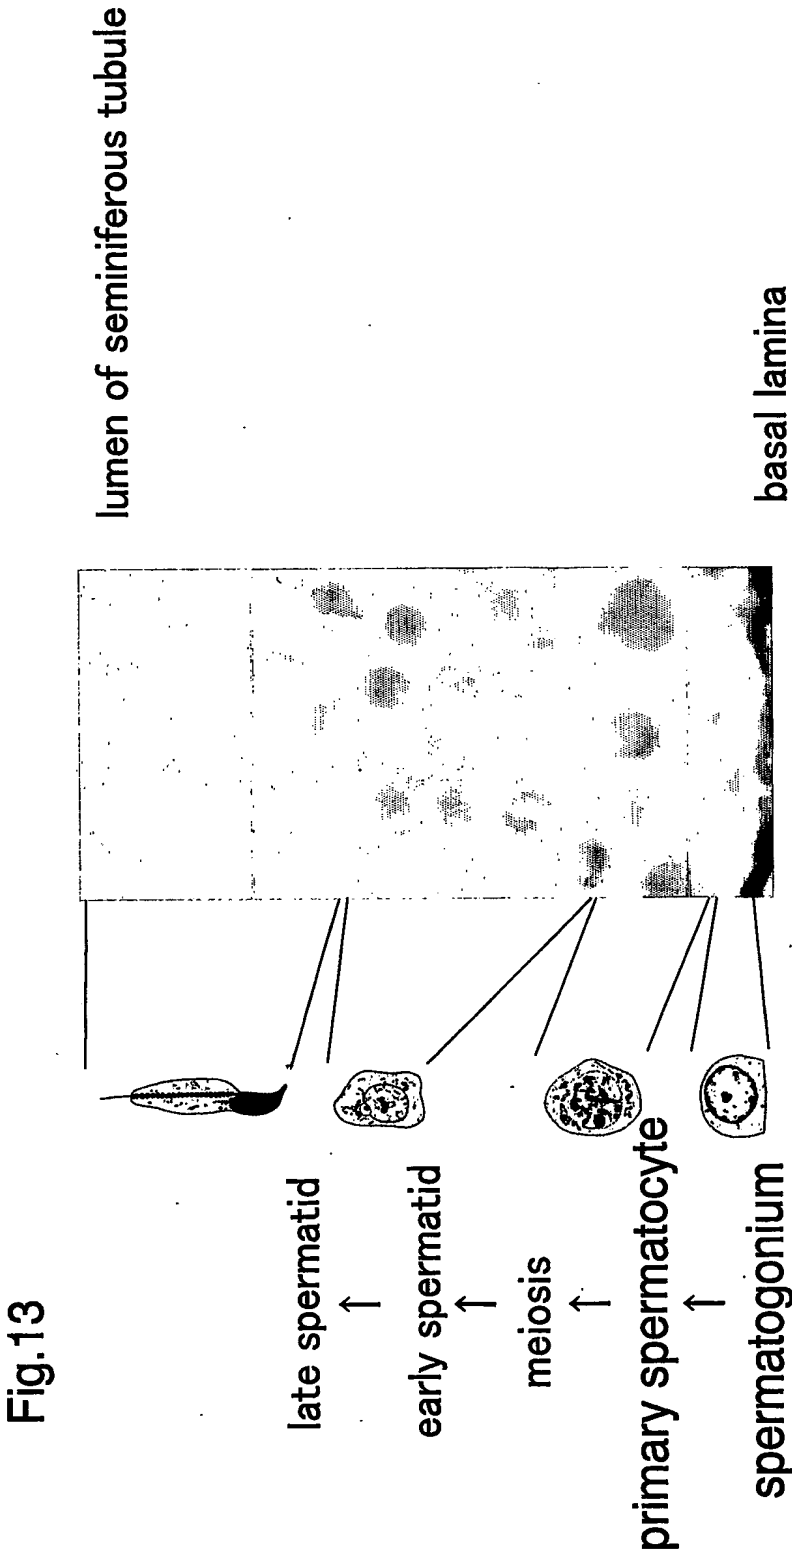 Fig.13
late spermatid
↑
early spermatid
↑
meiosis
↑
primary spermatocyte
↑
spermatogonium
lumen of seminiferous tubule
basal lamina